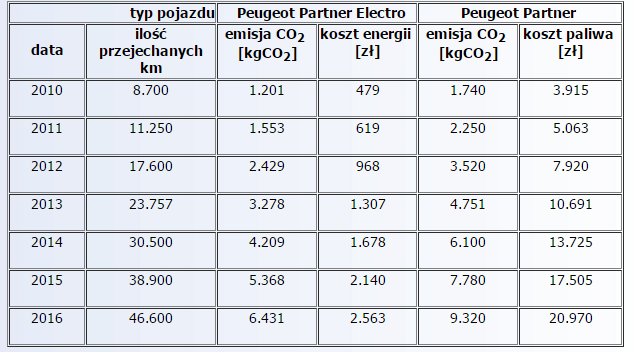 typ pojazdu Peugeot Partner Electro Peugeot Partner
data ilość przejechanych km emisja CO2 [kgCO2] koszt energii [zł] emisja CO2 [kgCO2] koszt paliwa [zł]
2010 8.700 1.201 479 1.740 3.915
2011 11.250 1.553 619 2.250 5.063
2012 17.600 2.429 968 3.520 7.920
2013 23.757 3.278 1.307 4.751 10.691
2014 30.500 4.209 1.678 6.100 13.725
2015 38.900 5.368 2.140 7.780 17.505
2016 46.600 6.431 2.563 9.320 20.970